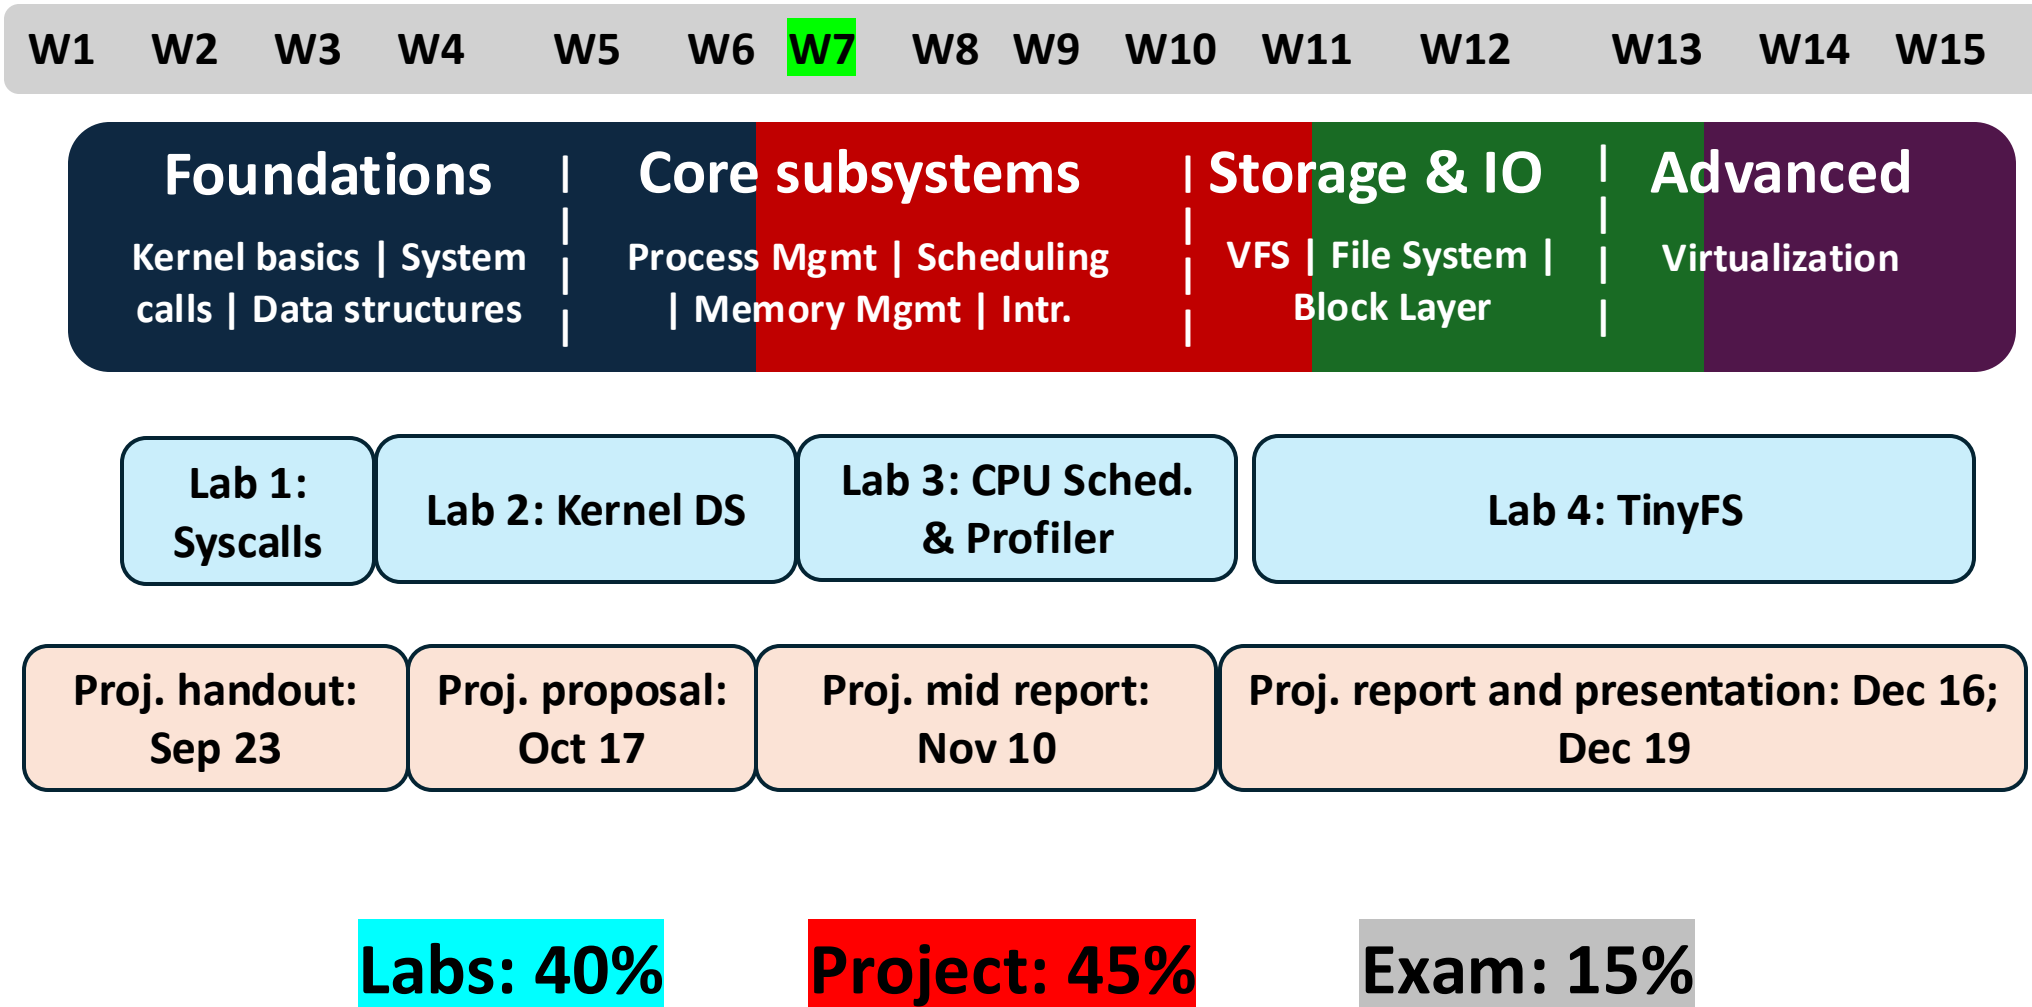 W1 W2 W3 W4 W5 W6 W7 W8 W9 W10 W11 W12 W13 W14 W15
Foundations
Kernel basics | System
calls | Data structures
Core subsystems
Process Mgmt | Scheduling
| Memory Mgmt | Intr.
Storage & IO
VFS | File System |
Block Layer
Advanced
Virtualization
Lab 1:
Syscalls
Lab 2: Kernel DS
Lab 3: CPU Sched.
& Profiler
Lab 4: TinyFS
Proj. handout:
Sep 23
Proj. proposal:
Oct 17
Proj. mid report:
Nov 10
Proj. report and presentation: Dec 16;
Dec 19
Labs: 40%
Project: 45%
Exam: 15%